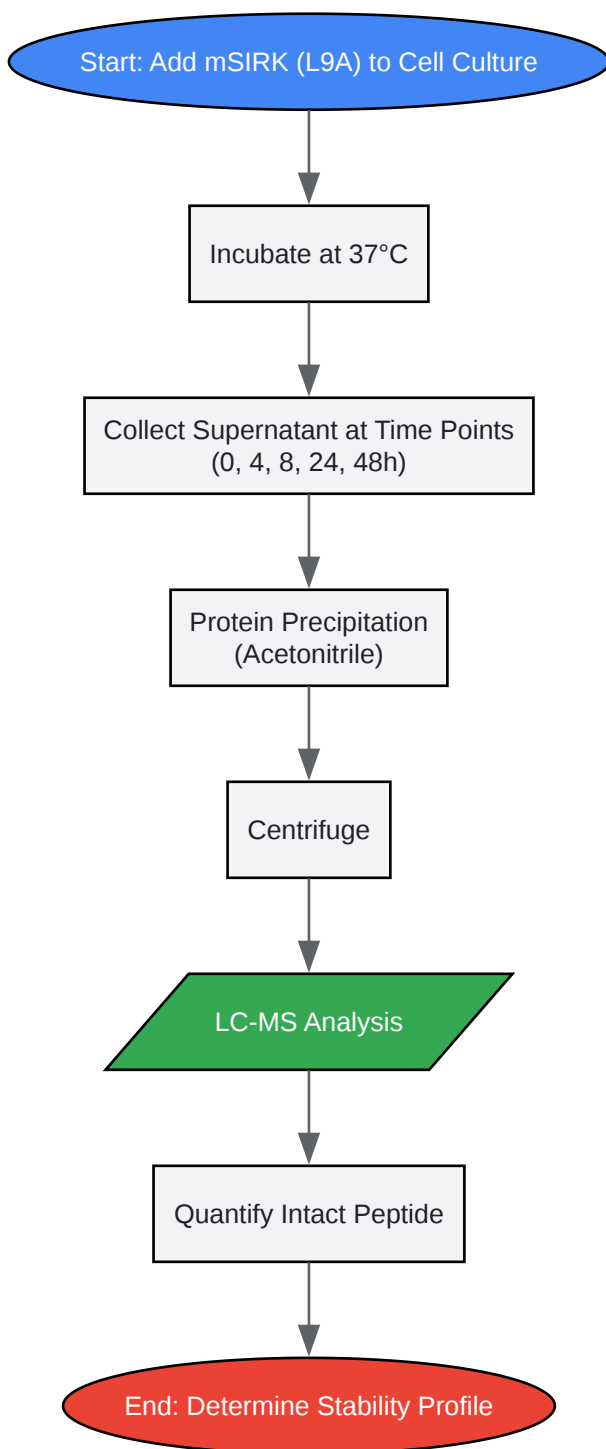 Start: Add mSIRK (L9A) to Cell Culture
Incubate at 37°C
Collect Supernatant at Time Points
(0, 4, 8, 24, 48h)
Protein Precipitation
(Acetonitrile)
Centrifuge
LC-MS Analysis
Quantify Intact Peptide
End: Determine Stability Profile